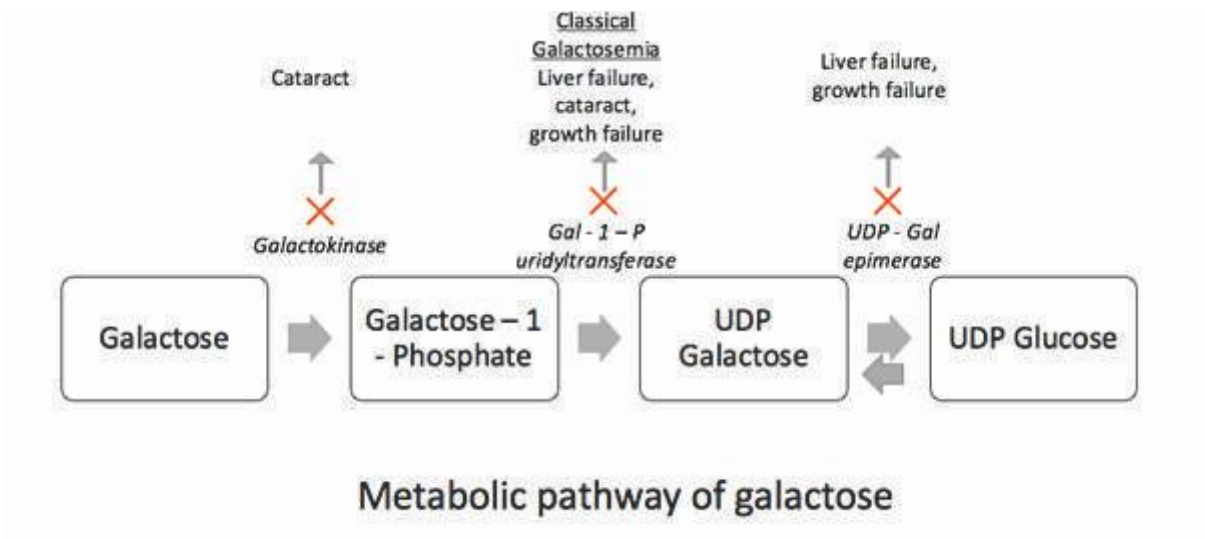 Cataract
Classical
Galactosemia
Liver failure,
cataract,
growth failure
Liver failure,
growth failure
Galactokinase
Gal - 1 – P
uridyltransferase
UDP - Gal
epimerase
Galactose
Galactose – 1
- Phosphate
UDP
Galactose
UDP Glucose
Metabolic pathway of galactose